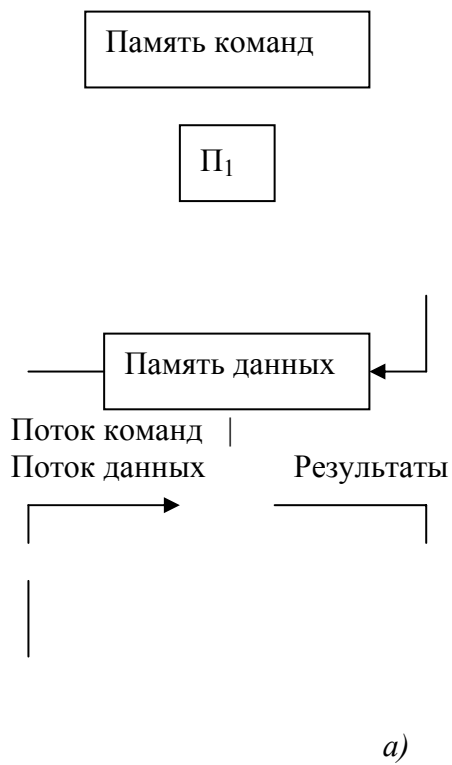 Память команд
П₁
Память данных
Поток команд |
Поток данных Результаты
а)